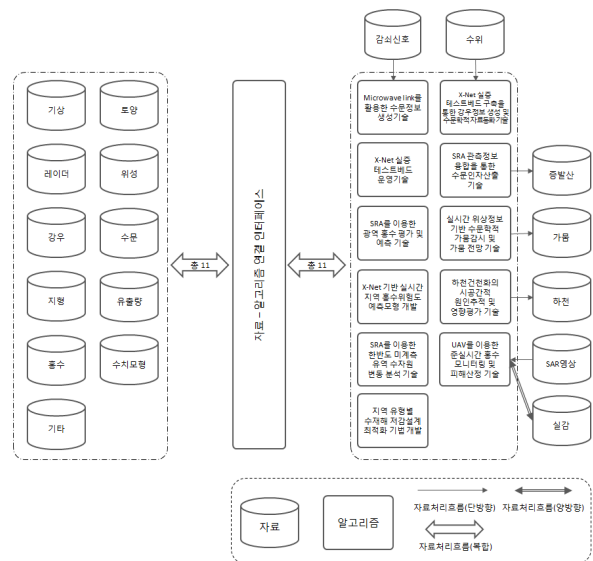 감쇠신호
수위
기상
토양
레이더
위성
강우
수문
지형
유출량
홍수
수치모형
기타
총 11
자료 – 알고리즘 연결 인터페이스
총 11
Microwave link를
활용한 수문정보
생성기술
X-Net 실증
테스트베드 구축을
통한 강우정보 생성 및
수문학적자료동화기술
X-Net 실증
테스트베드
운영기술
SRA 관측정보
융합을 통한
수문인자산출
기술
증발산
SRA를 이용한
광역 홍수 평가 및
예측 기술
실시간 위상정보
기반 수문학적
가뭄감시 및
가뭄 전망 기술
가뭄
X-Net 기반 실시간
지역 홍수위험도
예측모형 개발
하천건천화의
시공간적
원인추적 및
영향평가 기술
하천
SRA를 이용한
한반도 미계측
유역 수자원
변동 분석 기술
UAV를 이용한
준실시간 홍수
모니터링 및
피해산정 기술
SAR영상
지역 유형별
수재해 저감설계
최적화 기법 개발
실감
자료
알고리즘
자료처리흐름(단방향)
자료처리흐름(양방향)
자료처리흐름(복합)